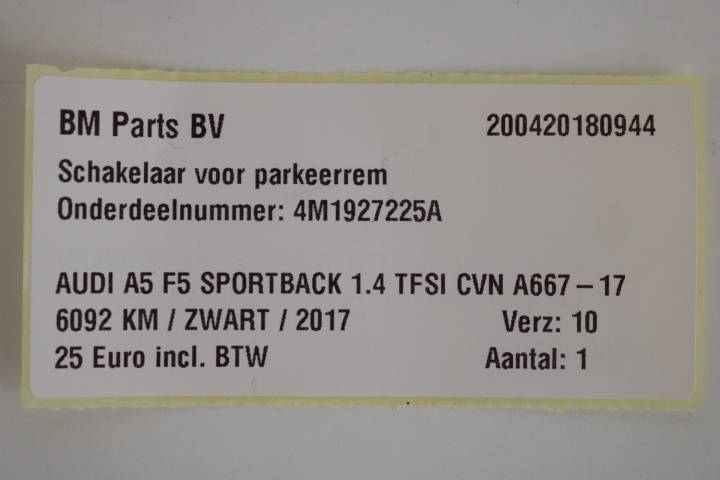 BM Parts BV 200420180944
Schakelaar voor parkeerrem
Onderdeelnummer: 4M1927225A
AUDI A5 F5 SPORTBACK 1.4 TFSI CVN A667-17
6092 KM / ZWART / 2017 Verz: 10
25 Euro incl. BTW Aantal: 1